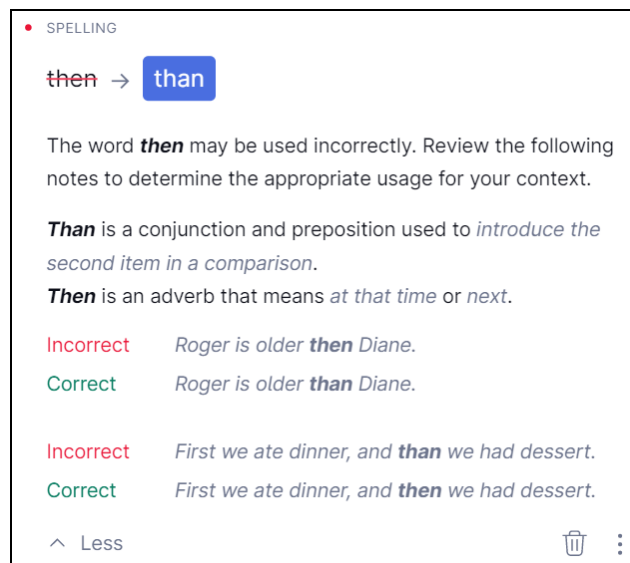 SPELLING
then → than
The word then may be used incorrectly. Review the following
notes to determine the appropriate usage for your context.
Than is a conjunction and preposition used to introduce the
second item in a comparison.
Then is an adverb that means at that time or next.
Incorrect Roger is older then Diane.
Correct Roger is older than Diane.
Incorrect First we ate dinner, and than we had dessert.
Correct First we ate dinner, and then we had dessert.
Less